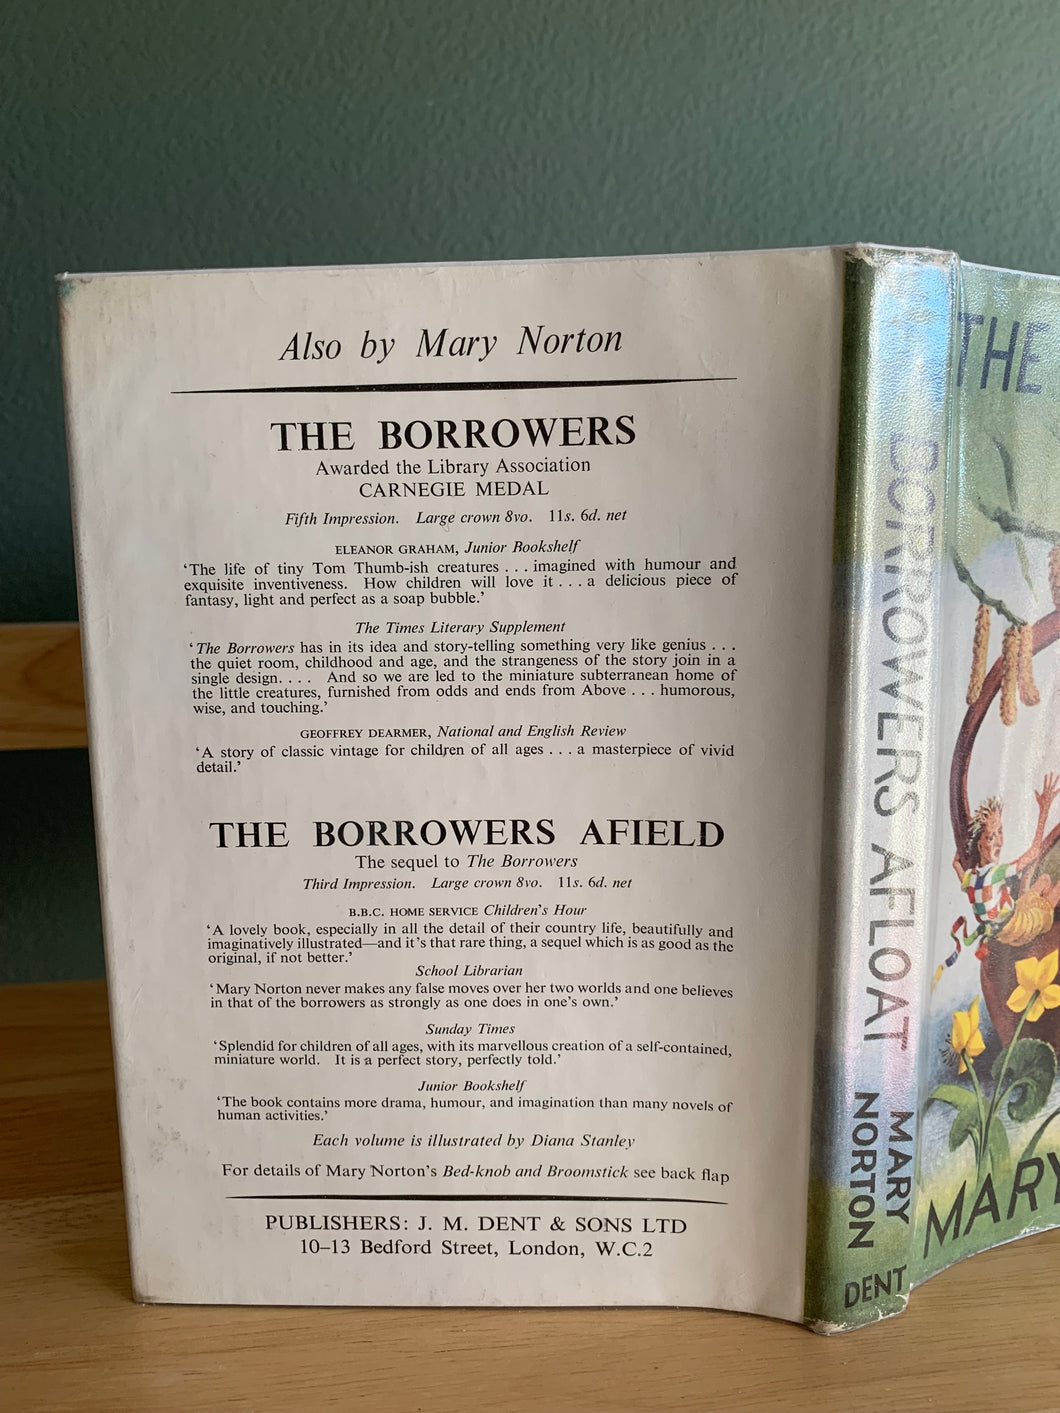 Also by Mary Norton
THE BORROWERS
Awarded the Library Association
CARNEGIE MEDAL
Fifth Impression. Large crown 8vo. 11s. 6d. net
ELEANOR GRAHAM, Junior Bookshelf
‘The life of tiny Tom Thumb-ish creatures . . . imagined with humour and
exquisite inventiveness. How children will love it . . . a delicious piece of
fantasy, light and perfect as a soap bubble.’
The Times Literary Supplement
‘The Borrowers has in its idea and story-telling something very like genius . . .
the quiet room, childhood and age, and the strangeness of the story join in a
single design. . . . And so we are led to the miniature subterranean home of
the little creatures, furnished from odds and ends from Above . . . humorous,
wise, and touching.’
GEOFFREY DEARMER, National and English Review
‘A story of classic vintage for children of all ages . . . a masterpiece of vivid
detail.’
THE BORROWERS AFIELD
The sequel to The Borrowers
Third Impression. Large crown 8vo. 11s. 6d. net
B.B.C. HOME SERVICE Children's Hour
‘A lovely book, especially in all the detail of their country life, beautifully and
imaginatively illustrated—and it’s that rare thing, a sequel which is as good as the
original, if not better.’
School Librarian
‘Mary Norton never makes any false moves over her two worlds and one believes
in that of the borrowers as strongly as one does in one’s own.’
Sunday Times
‘Splendid for children of all ages, with its marvellous creation of a self-contained,
miniature world. It is a perfect story, perfectly told.’
Junior Bookshelf
‘The book contains more drama, humour, and imagination than many novels of
human activities.’
Each volume is illustrated by Diana Stanley
For details of Mary Norton’s Bed-knob and Broomstick see back flap
PUBLISHERS: J. M. DENT & SONS LTD
10–13 Bedford Street, London, W.C.2
BORROWERS AFLOAT
MARY
NORTON
DENT
THE
MARY